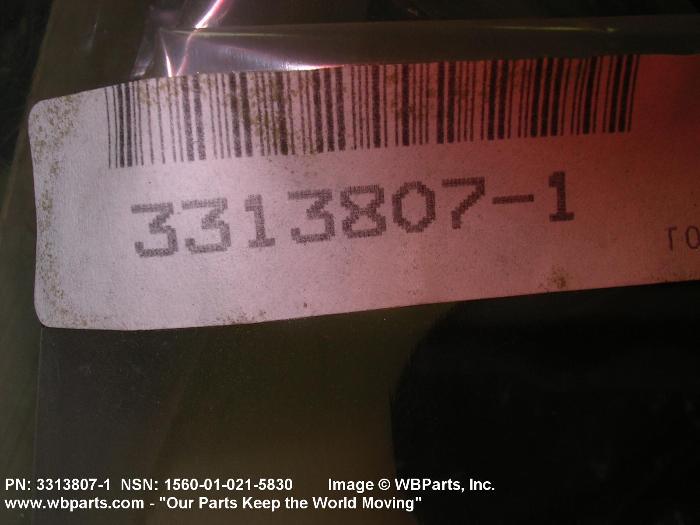 3313807-1
PN: 3313807-1 NSN: 1560-01-021-5830 Image © WBParts, Inc.
www.wbparts.com - "Our Parts Keep the World Moving"